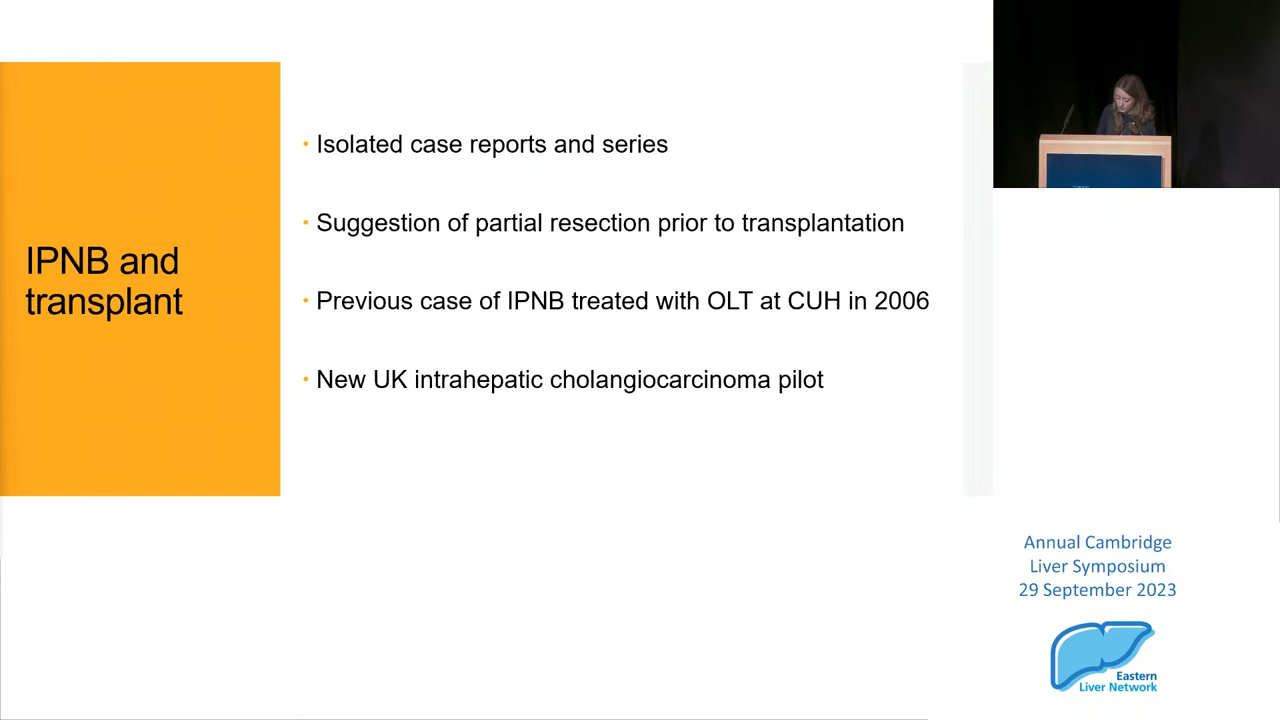 IPNB and
transplant
• Isolated case reports and series
• Suggestion of partial resection prior to transplantation
• Previous case of IPNB treated with OLT at CUH in 2006
• New UK intrahepatic cholangiocarcinoma pilot
Annual Cambridge
Liver Symposium
29 September 2023
Eastern
Liver Network